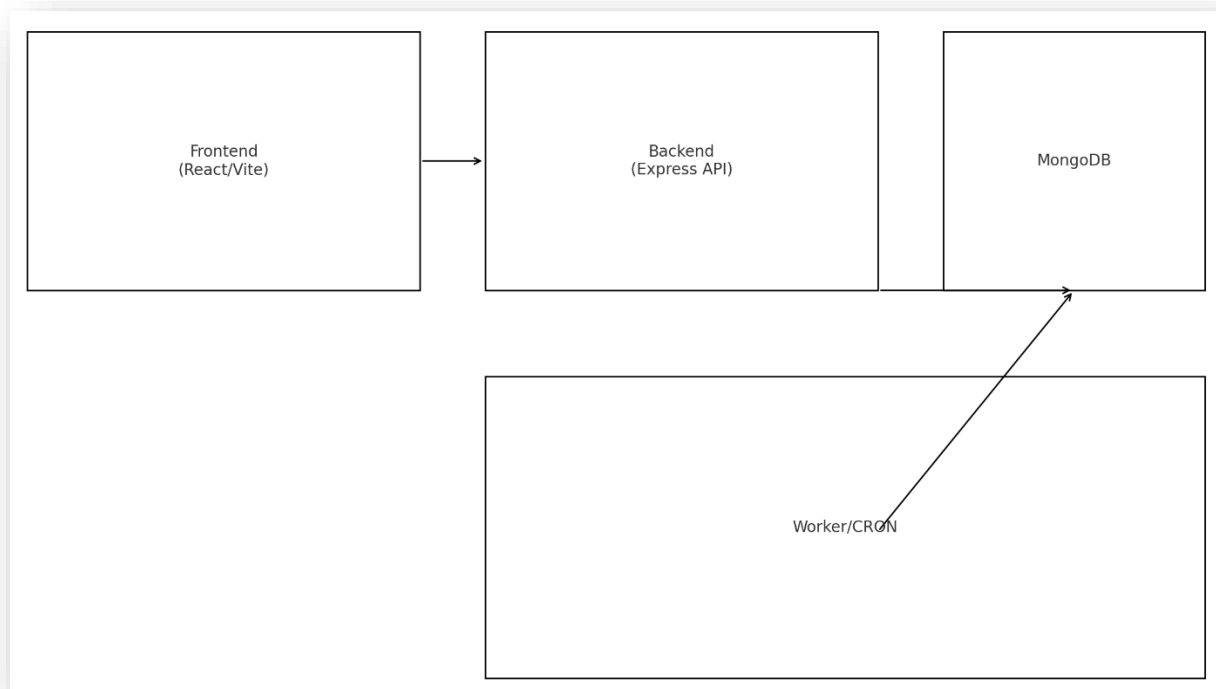 Frontend
(React/Vite)
Backend
(Express API)
MongoDB
Worker/CRON